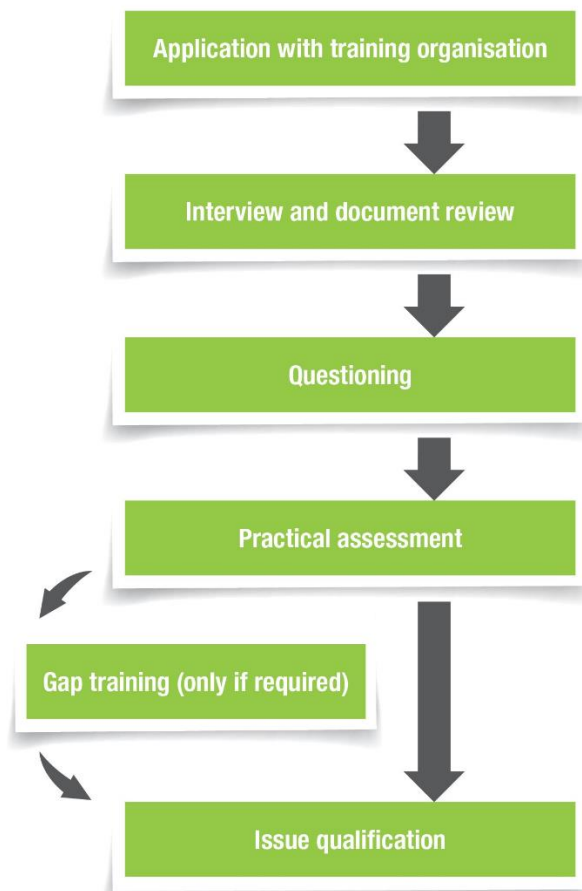 Application with training organisation
Interview and document review
Questioning
Practical assessment
Gap training (only if required)
Issue qualification